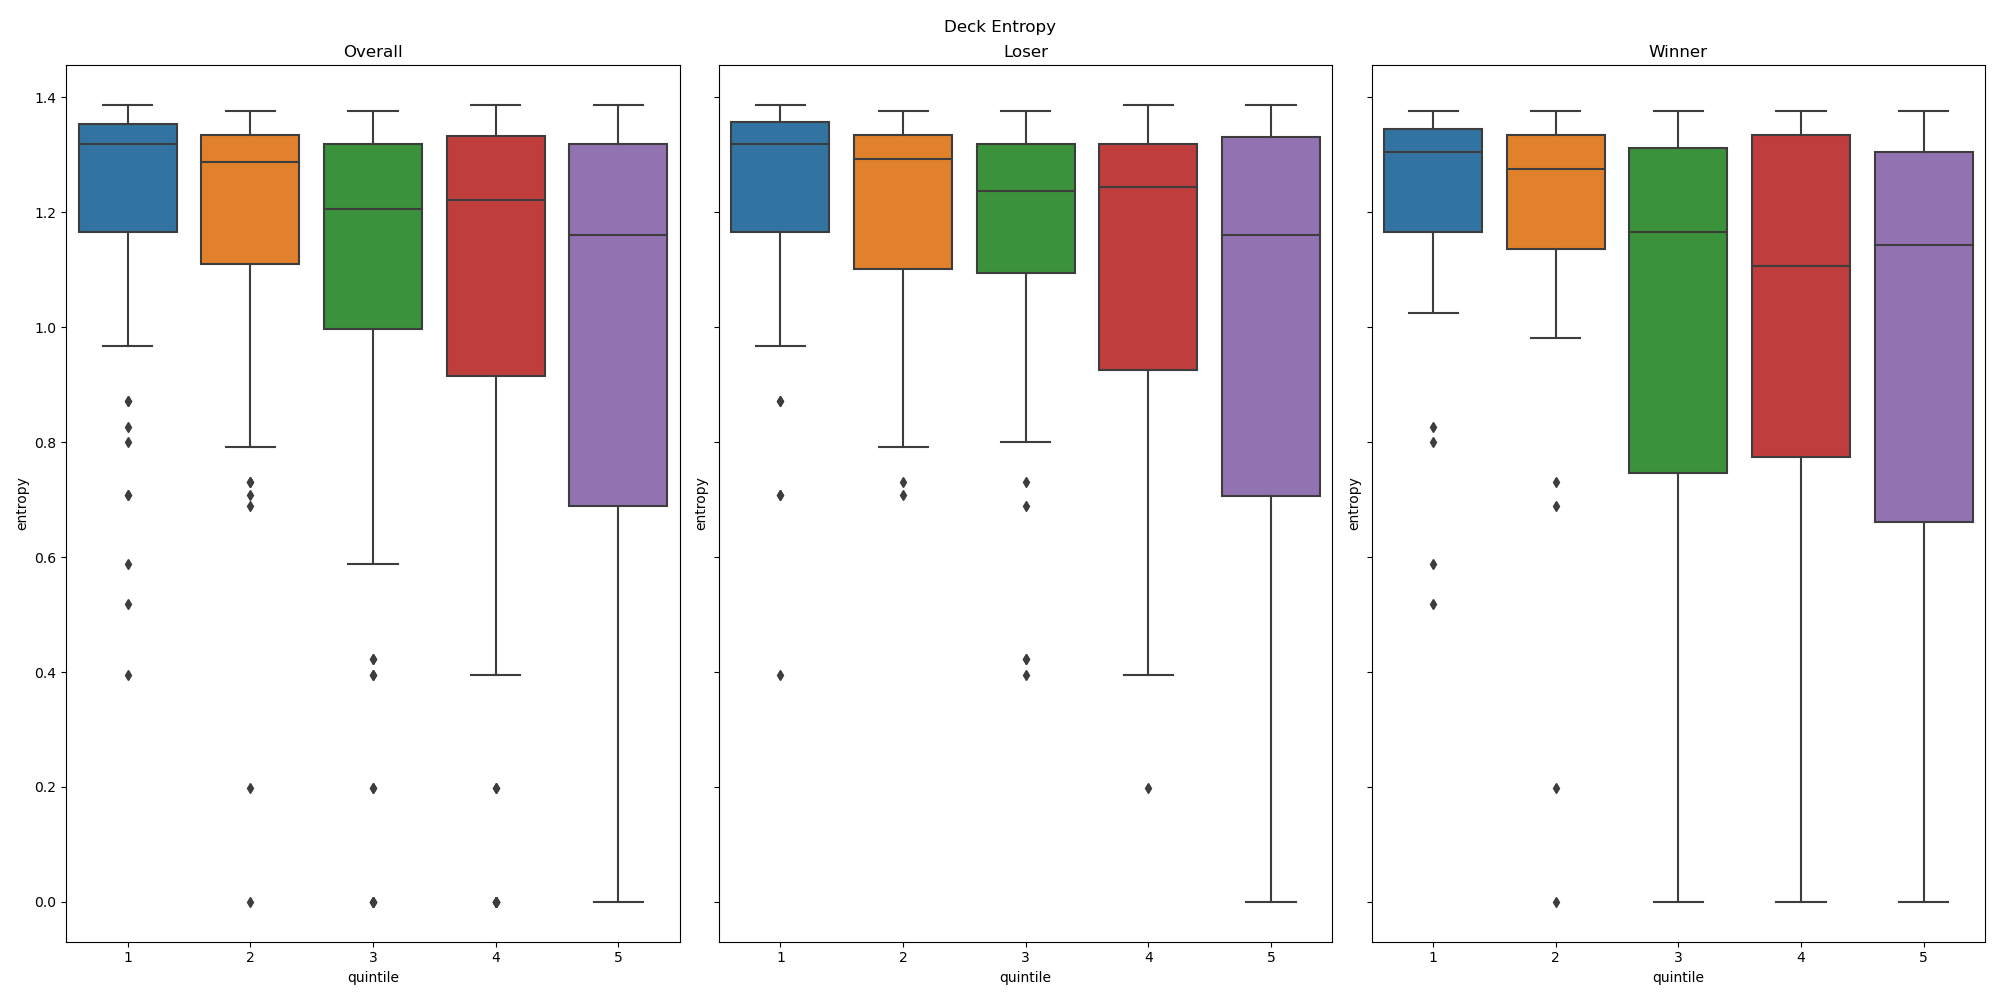 Deck Entropy
Overall
Loser
Winner
1.4
1.2
1.0
0.8
0.6
0.4
0.2
0.0
entropy
entropy
entropy
1 2 3 4 5
1 2 3 4 5
1 2 3 4 5
quintile
quintile
quintile